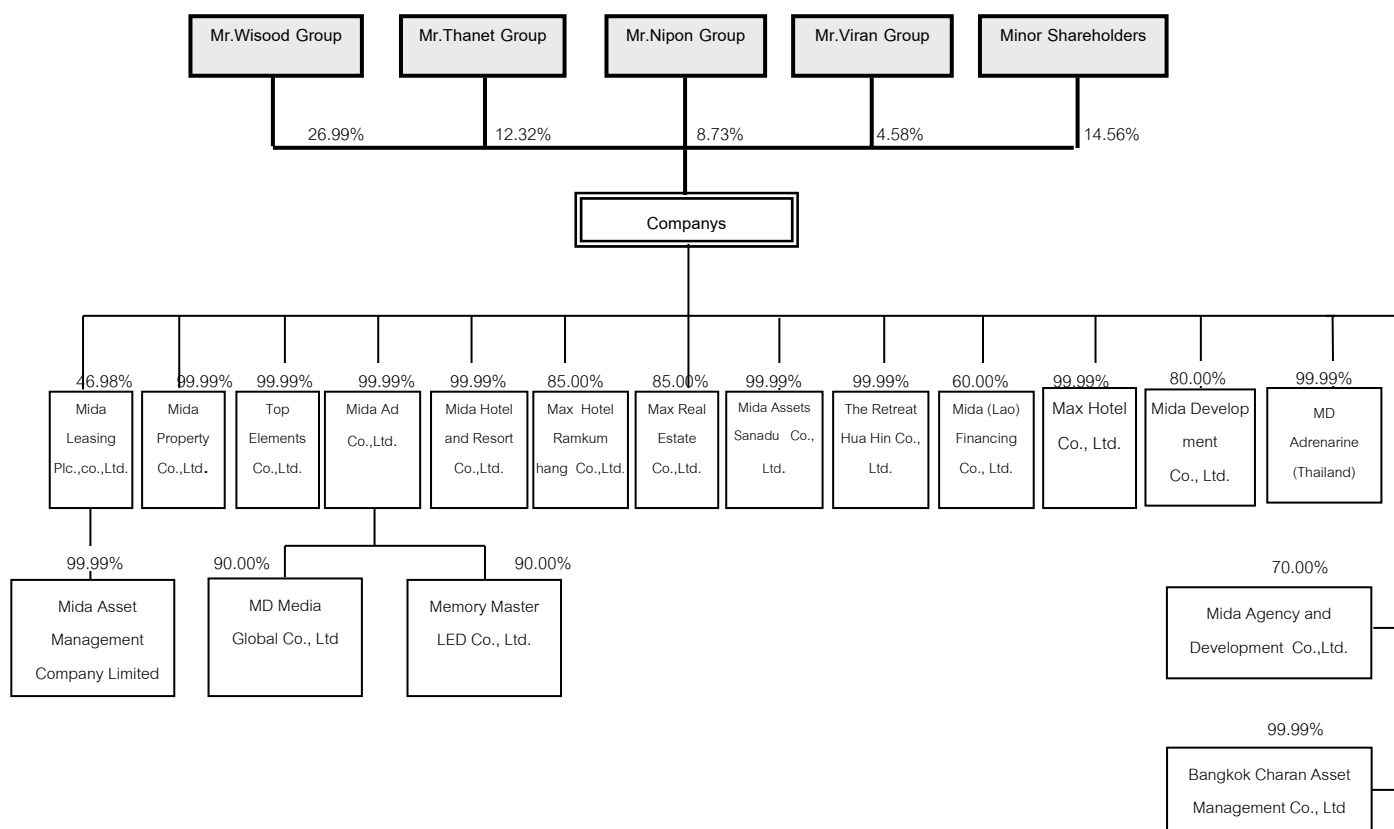 Mr.Wisood Group
Mr.Thanet Group
Mr.Nipon Group
Mr.Viran Group
Minor Shareholders
26.99%
12.32%
8.73%
4.58%
14.56%
Companys
46.98%
99.99%
99.99%
99.99%
99.99%
85.00%
85.00%
99.99%
99.99%
60.00%
99.99%
80.00%
99.99%
Mida
Leasing
Plc.,co.,Ltd.
Mida
Property
Co.,Ltd.
Top
Elements
Co.,Ltd.
Mida Ad
Co.,Ltd.
Mida Hotel
and Resort
Co.,Ltd.
Max Hotel
Ramkum
hang Co.,Ltd.
Max Real
Estate
Co.,Ltd.
Mida Assets
Sanadu Co.,
Ltd.
The Retreat
Hua Hin Co.,
Ltd.
Mida (Lao)
Financing
Co., Ltd.
Max Hotel
Co., Ltd.
Mida Develop
ment
Co., Ltd.
MD
Adrenarine
(Thailand)
99.99%
90.00%
90.00%
70.00%
Mida Asset
Management
Company Limited
MD Media
Global Co., Ltd
Memory Master
LED Co., Ltd.
Mida Agency and
Development Co.,Ltd.
99.99%
Bangkok Charan Asset
Management Co., Ltd